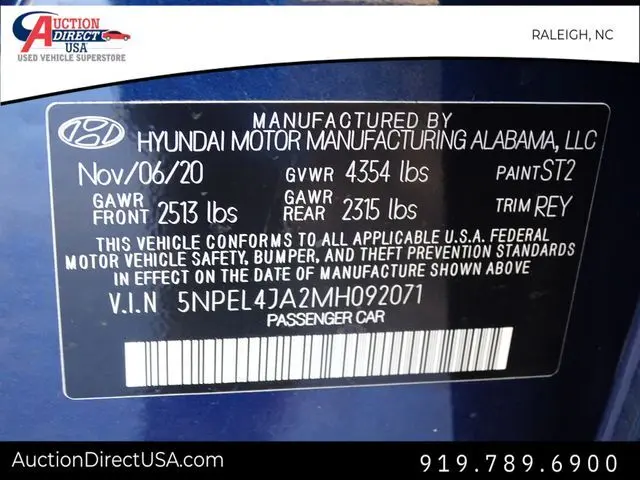 AUCTION
DIRECT
USA
USED VEHICLE SUPERSTORE
RALEIGH, NC
MANUFACTURED BY
HYUNDAI MOTOR MANUFACTURING ALABAMA, LLC
Nov/06/20 GVWR 4354 lbs PAINT ST2
GAWR FRONT 2513 lbs GAWR REAR 2315 lbs TRIM REY
THIS VEHICLE CONFORMS TO ALL APPLICABLE U.S.A. FEDERAL
MOTOR VEHICLE SAFETY, BUMPER, AND THEFT PREVENTION STANDARDS
IN EFFECT ON THE DATE OF MANUFACTURE SHOWN ABOVE
V.I.N 5NPEL4JA2MH092071
PASSENGER CAR
AuctionDirectUSA.com
919.789.6900